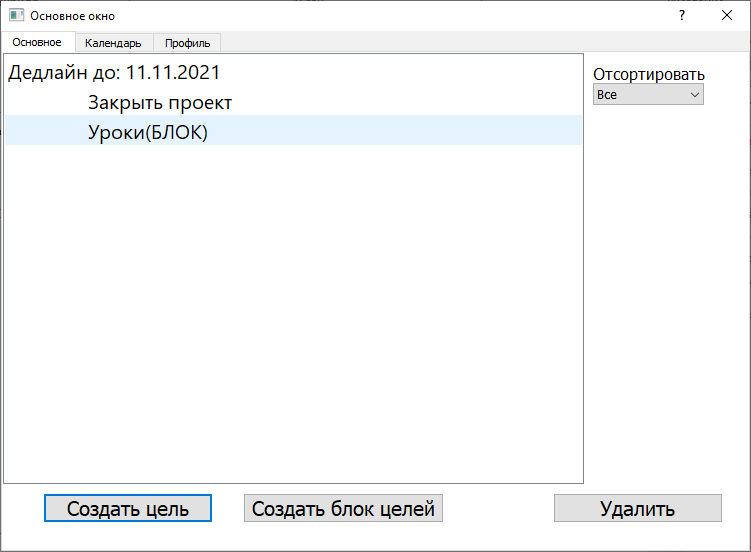 Основное окно
?
Основное
Календарь
Профиль
Дедлайн до: 11.11.2021
Закрыть проект
Уроки(БЛОК)
Отсортировать
Все
Создать цель
Создать блок целей
Удалить